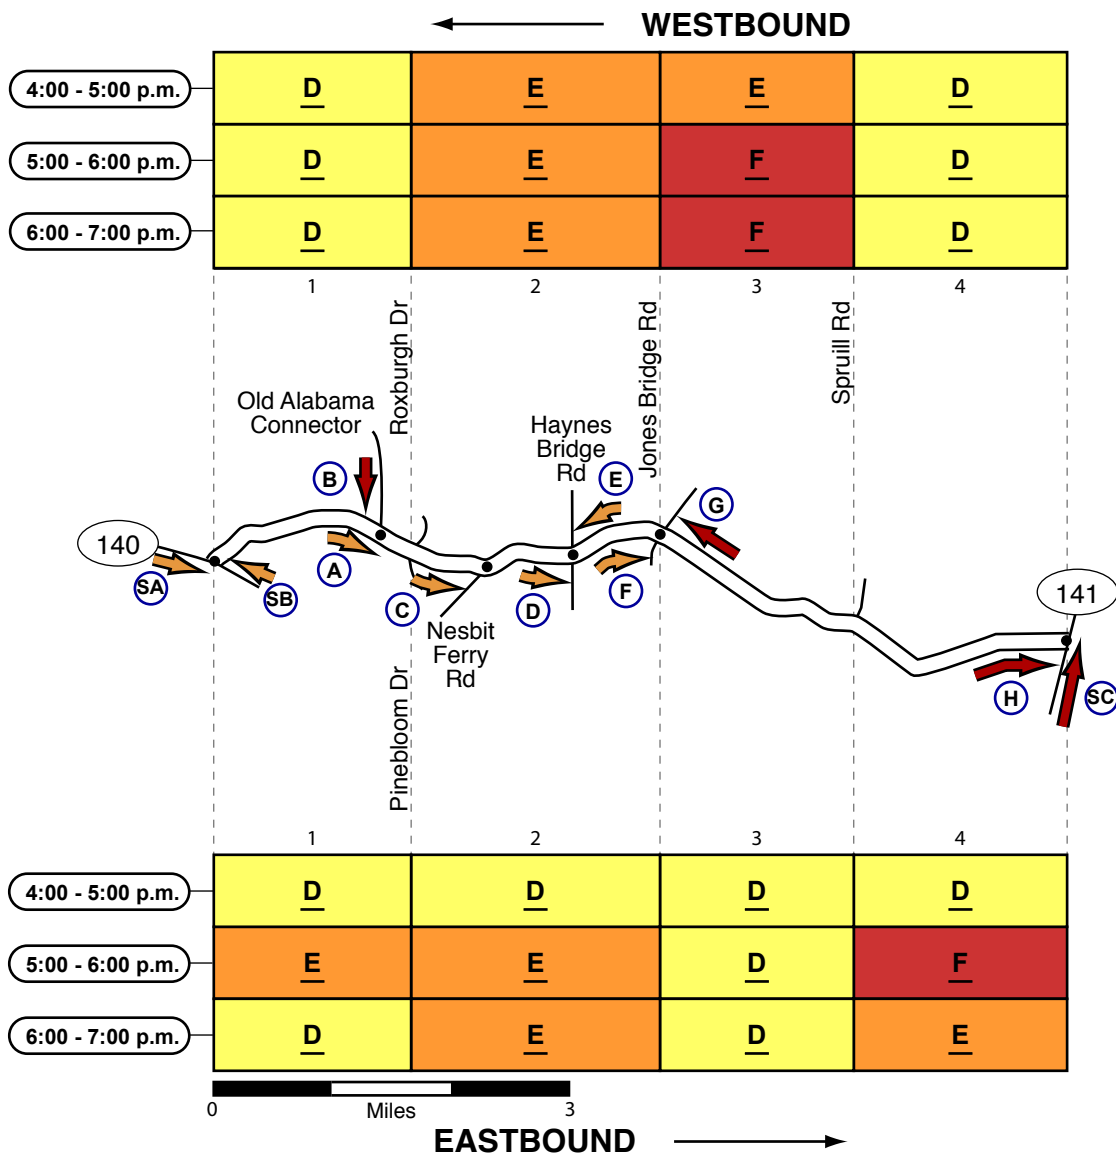 WESTBOUND
4:00 - 5:00 p.m. D E E D
5:00 - 6:00 p.m. D E F D
6:00 - 7:00 p.m. D E F D
1 2 3 4
Roxburgh Dr
Jones Bridge Rd
Spruill Rd
Old Alabama
Connector
Haynes
Bridge
Rd
B
E
G
140
SA
SB
A
C
D
F
Nesbit
Ferry
Rd
141
H
SC
Pinebloom Dr
1 2 3 4
4:00 - 5:00 p.m. D D D D
5:00 - 6:00 p.m. E E D F
6:00 - 7:00 p.m. D E D E
0 Miles 3
EASTBOUND